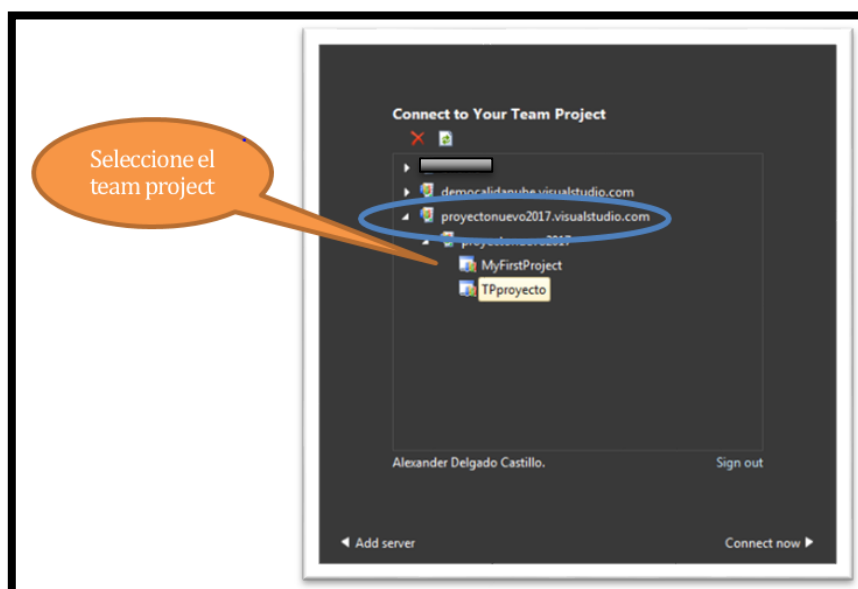 Connect to Your Team Project
Seleccione el
team project
democalidanube.visualstudio.com
proyectonuevo2017.visualstudio.com
proyectonuevo2017
MyFirstProject
TPproyecto
Alexander Delgado Castillo.
Sign out
Add server
Connect now